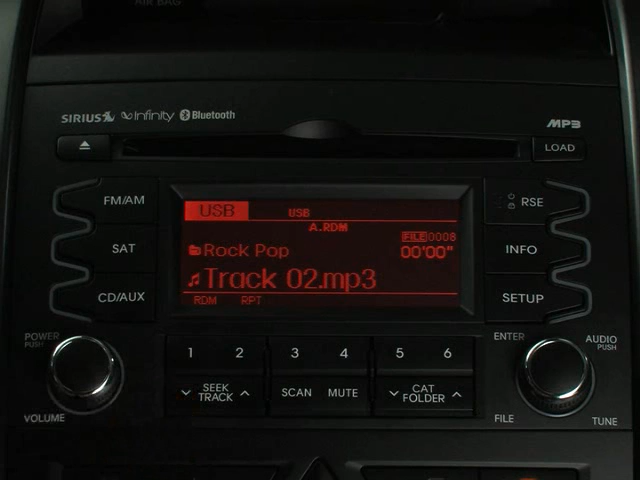 AIR BAG
SIRIUS Infinity Bluetooth MP3
LOAD
FM/AM
SAT
CD/AUX
USB USB
A.RDM
FILE 0008
Rock Pop 00'00"
Track 02.mp3
RDM RPT
RSE
INFO
SETUP
POWER
PUSH
VOLUME
1 2 3 4 5 6
SEEK
TRACK
SCAN MUTE
CAT
FOLDER
ENTER
AUDIO
PUSH
FILE
TUNE